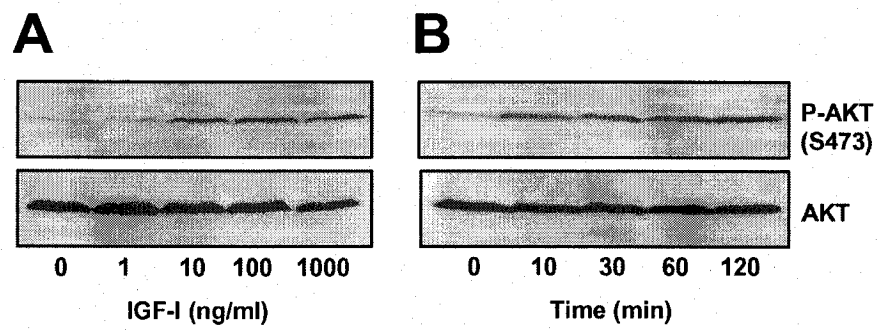 A B
P-AKT
(S473)
AKT
0 1 10 100 1000 0 10 30 60 120
IGF-I (ng/ml) Time (min)